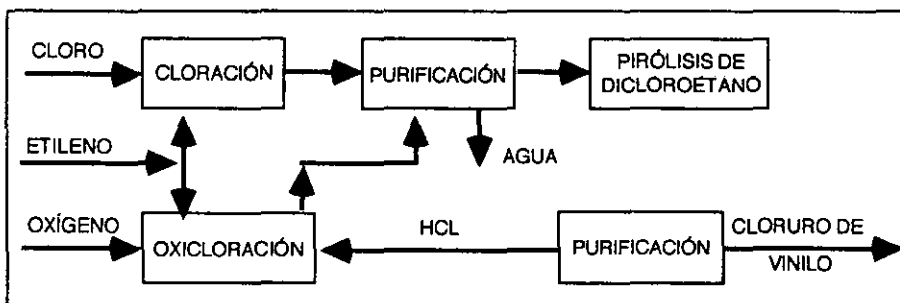 CLORO
CLORACIÓN
PURIFICACIÓN
PIRÓLISIS DE
DICLOROETANO
ETILENO
AGUA
OXÍGENO
OXICLORACIÓN
HCL
PURIFICACIÓN
CLORURO DE
VINILO